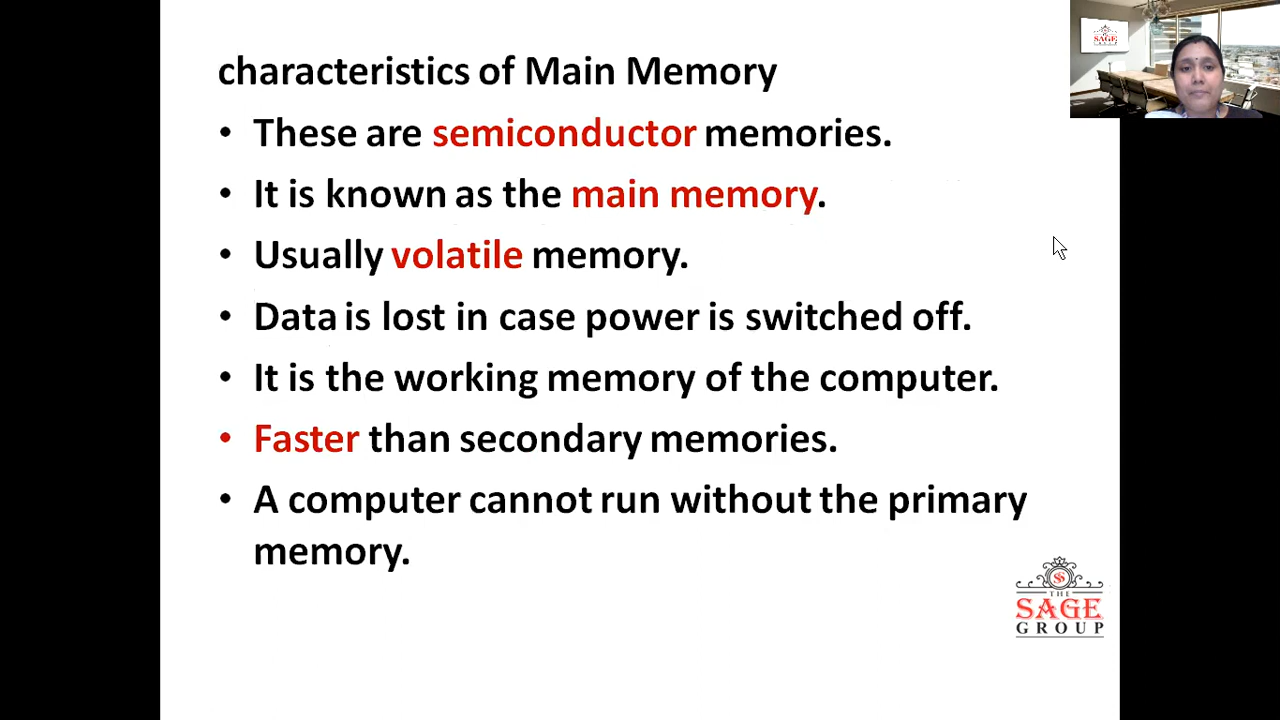 characteristics of Main Memory
• These are semiconductor memories.
• It is known as the main memory.
• Usually volatile memory.
• Data is lost in case power is switched off.
• It is the working memory of the computer.
• Faster than secondary memories.
• A computer cannot run without the primary
memory.
SAGE
GROUP
THE
SAGE
GROUP